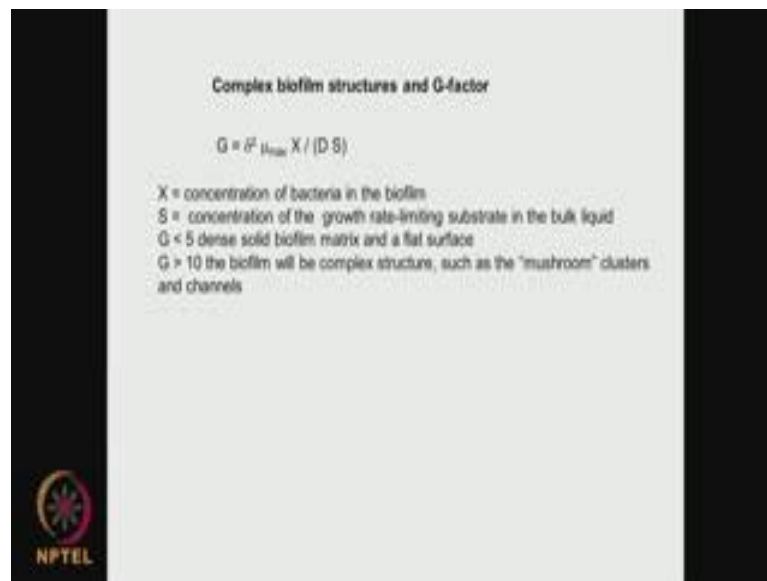 Complex biofilm structures and G-factor
G = ∂² μmax X / (D S)
X = concentration of bacteria in the biofilm
S = concentration of the growth rate-limiting substrate in the bulk liquid
G < 5 dense solid biofilm matrix and a flat surface
G > 10 the biofilm will be complex structure, such as the "mushroom" clusters
and channels
NPTEL